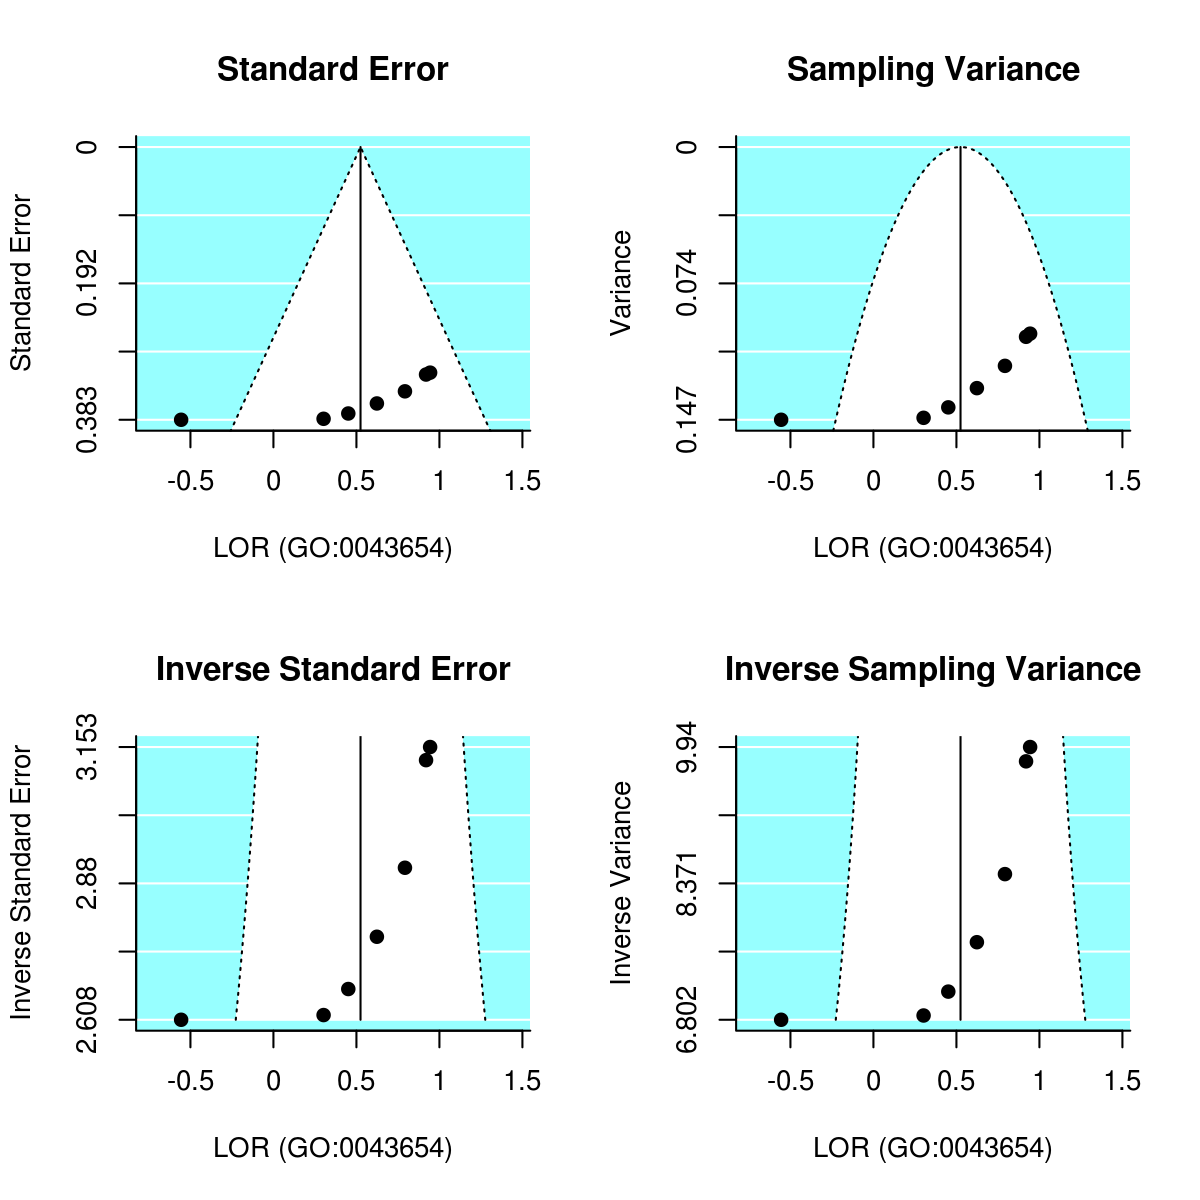 Standard Error
Standard Error
0
0.192
0.383
-0.5 0 0.5 1 1.5
LOR (GO:0043654)
Sampling Variance
Variance
0
0.074
0.147
-0.5 0 0.5 1 1.5
LOR (GO:0043654)
Inverse Standard Error
Inverse Standard Error
3.153
2.88
2.608
-0.5 0 0.5 1 1.5
LOR (GO:0043654)
Inverse Sampling Variance
Inverse Variance
9.94
8.371
6.802
-0.5 0 0.5 1 1.5
LOR (GO:0043654)